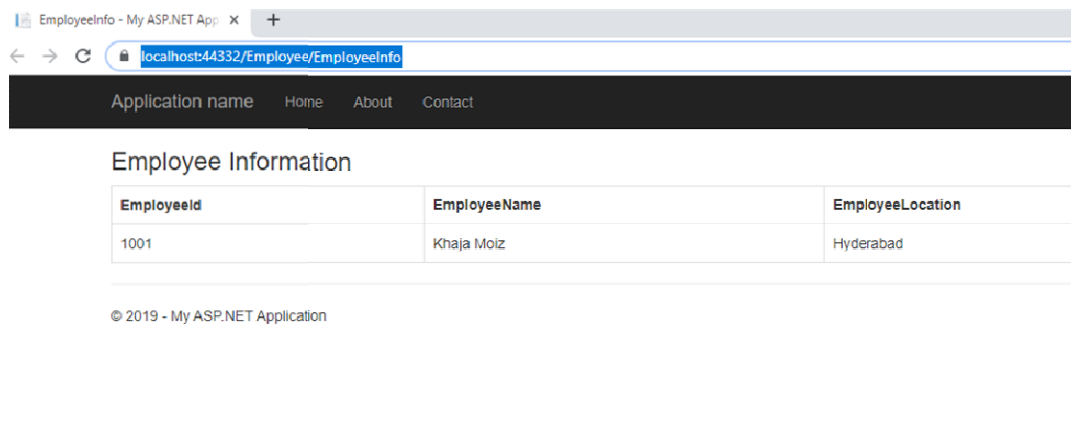 EmployeeInfo - My ASP.NET App
localhost:44332/Employee/EmployeeInfo
Application name Home About Contact
Employee Information
EmployeeId EmployeeName EmployeeLocation
1001 Khaja Moiz Hyderabad
© 2019 - My ASP.NET Application